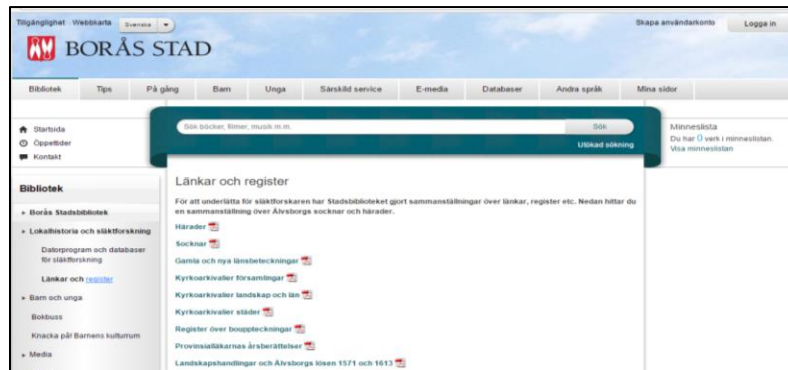 Tillgänglighet Webbkarta Svenska
Skapa användarkonto Logga in
BORÅS STAD
Bibliotek Tips På gång Barn Unga Särskild service E-media Databaser Andra språk Mina sidor
Startsida
Öppettider
Kontakt
Sök böcker, filmer, musik m.m. Sök
Utökad sökning
Minneslista
Du har 0 verk i minneslistan.
Visa minneslistan
Bibliotek
Borås Stadsbibliotek
Lokalhistoria och släktforskning
Datorprogram och databaser
för släktforskning
Länkar och register
Barn och unga
Bokbuss
Knacka på! Barnens kulturrum
Media
Länkar och register
För att underlätta för släktforskaren har Stadsbiblioteket gjort sammanställningar över länkar, register etc. Nedan hittar du
en sammanställning över Älvsborgs socknar och härader.
Härader
Socknar
Gamla och nya länsbeteckningar
Kyrkoarkivalier församlingar
Kyrkoarkivalier landskap och län
Kyrkoarkivalier städer
Register över bouppteckningar
Provinsialläkarnas årsberättelser
Landskapshandlingar och Älvsborgs lösen 1571 och 1613